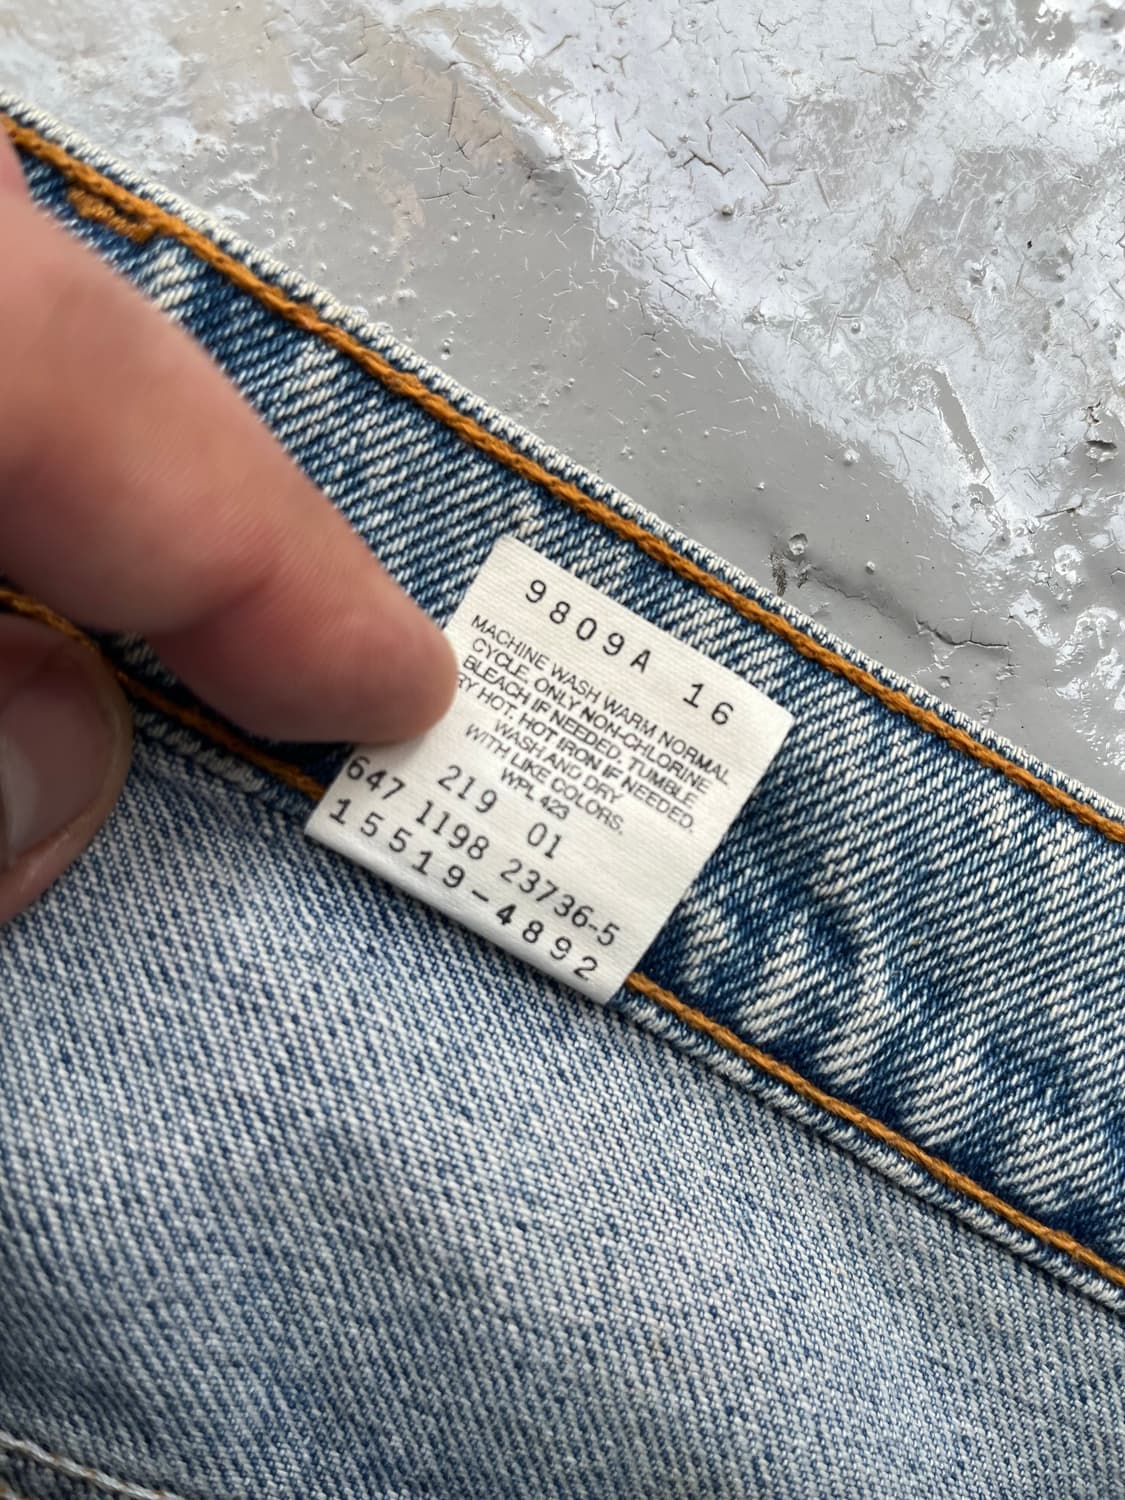 9809A 16
MACHINE WASH WARM NORMAL
CYCLE. ONLY NON-CHLORINE
BLEACH IF NEEDED. TUMBLE
RY HOT. HOT IRON IF NEEDED.
WASH AND DRY
WITH LIKE COLORS.
WPL 423
219 01
647 1198 23736-5
15519-4892